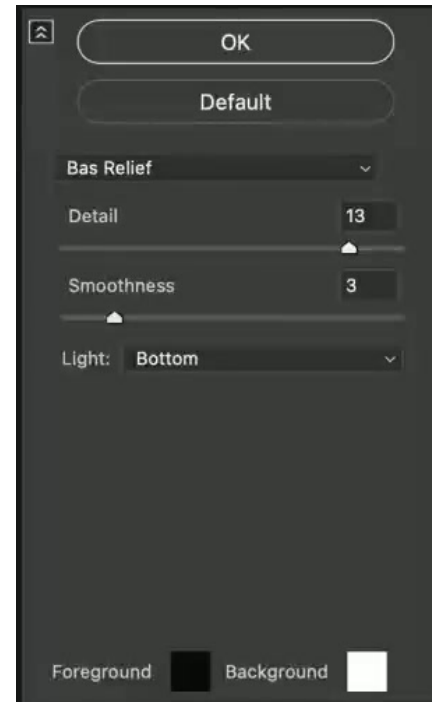 OK
Default
Bas Relief
Detail 13
Smoothness 3
Light: Bottom
Foreground Background